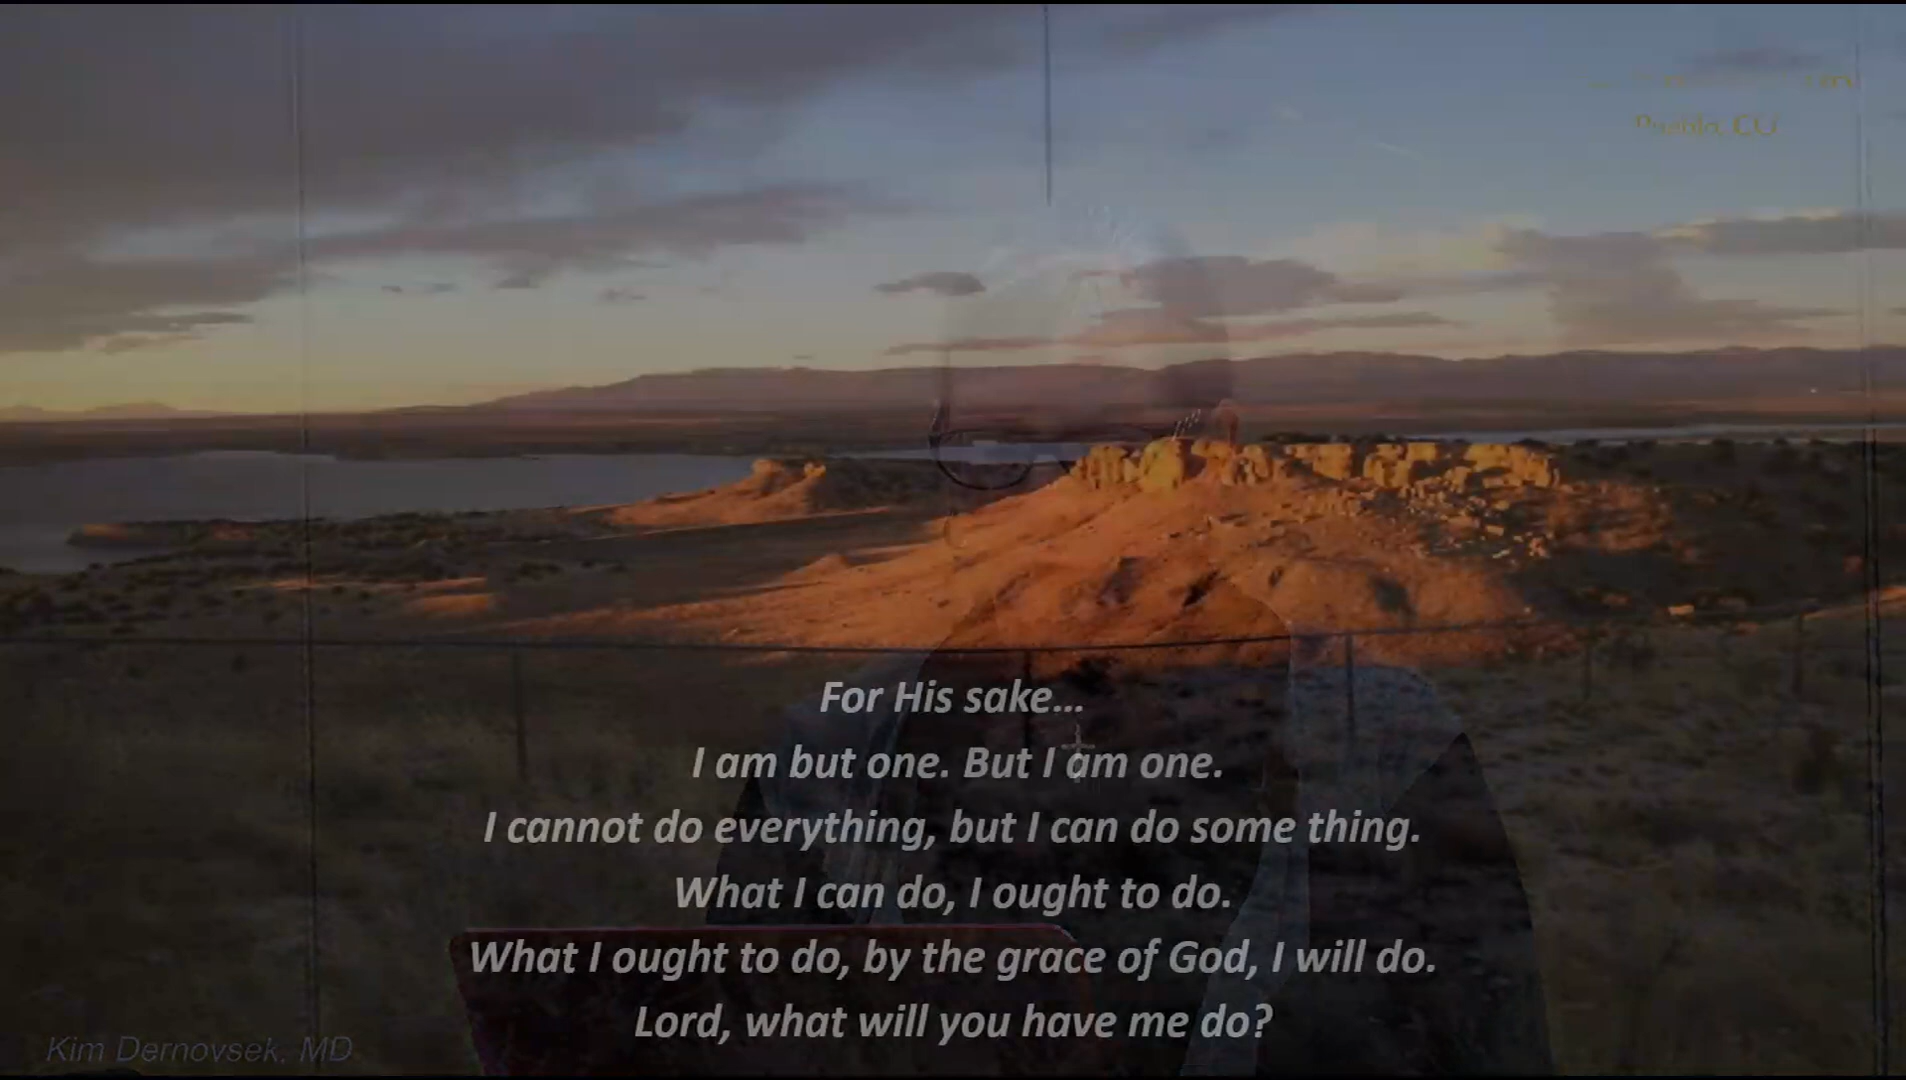 Pueblo, CO
For His sake...
I am but one. But I am one.
I cannot do everything, but I can do some thing.
What I can do, I ought to do.
What I ought to do, by the grace of God, I will do.
Lord, what will you have me do?
Kim Dernovsek, MD